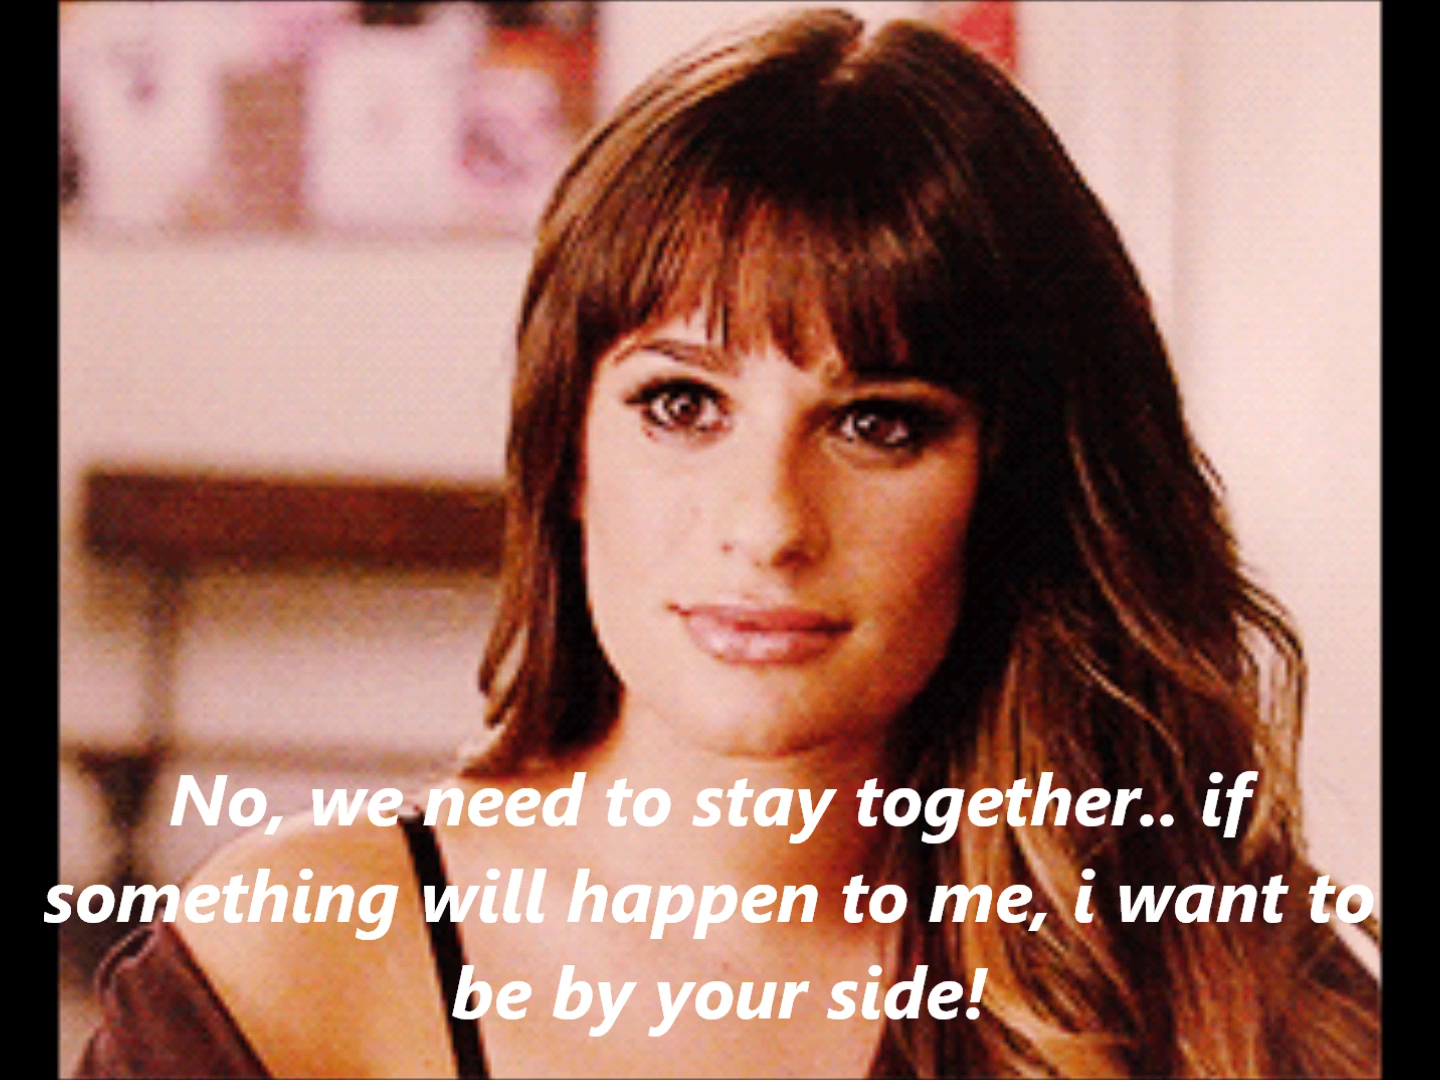 No, we need to stay together.. if
something will happen to me, i want to
be by your side!